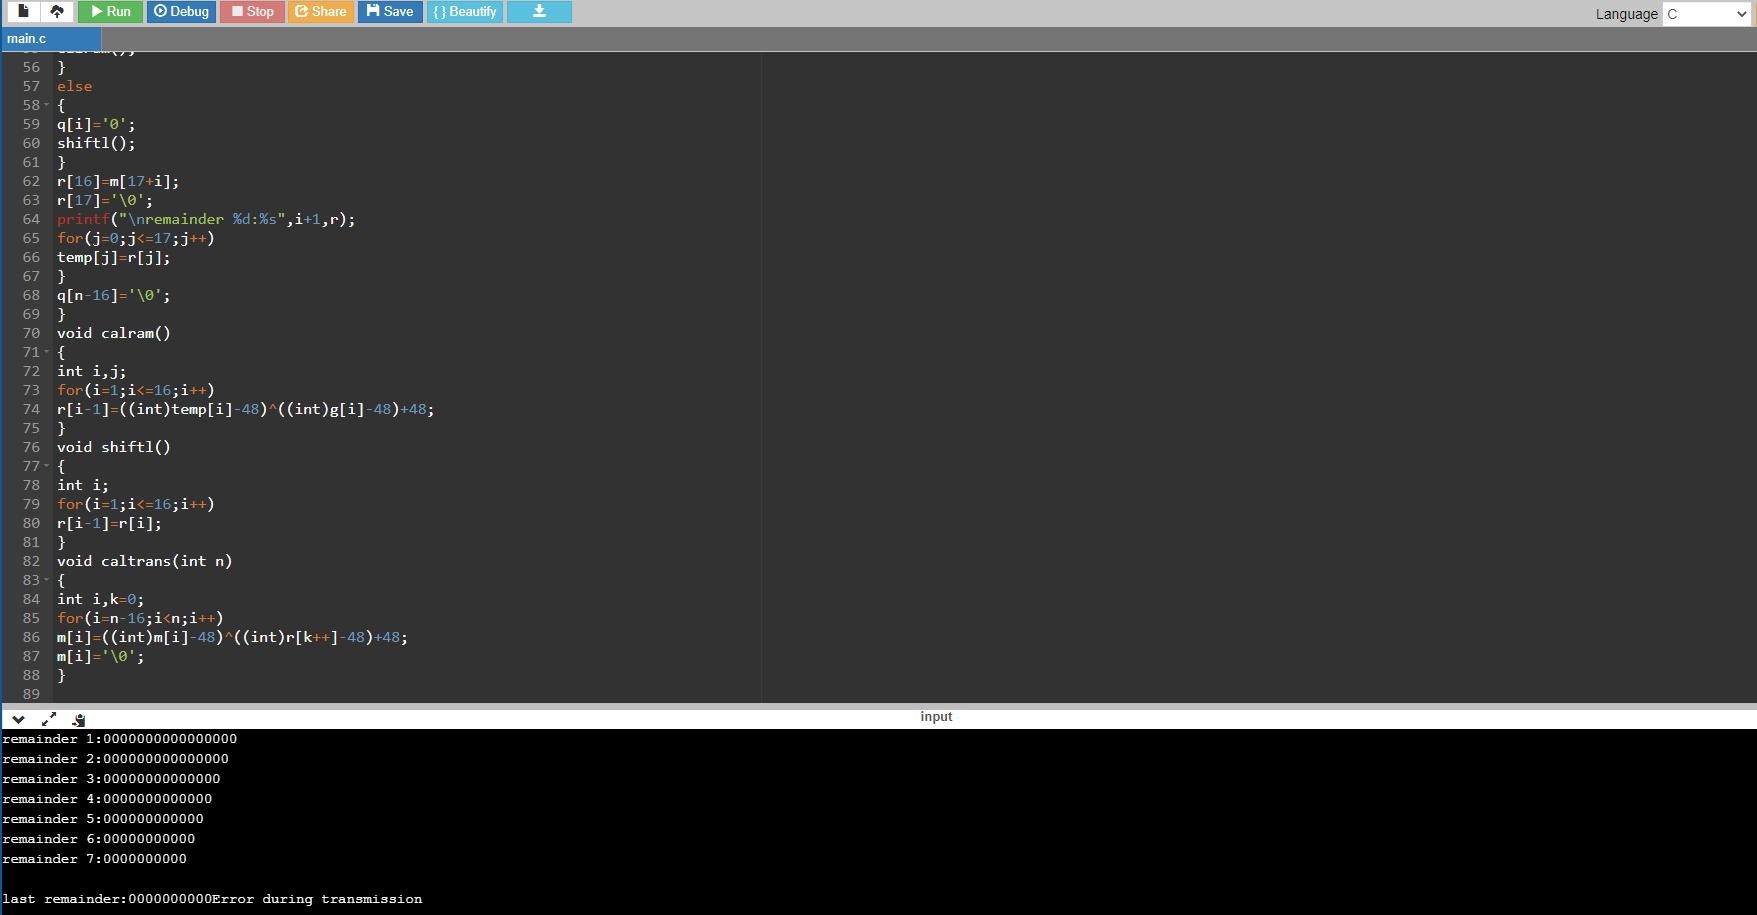 Run Debug Stop Share Save { } Beautify Language C
main.c
56 }
57 else
58 {
59 q[i]='0';
60 shiftl();
61 }
62 r[16]=m[17+i];
63 r[17]='\0';
64 printf("\nremainder %d:%s",i+1,r);
65 for(j=0;j<=17;j++)
66 temp[j]=r[j];
67 }
68 q[n-16]='\0';
69 }
70 void calram()
71 {
72 int i,j;
73 for(i=1;i<=16;i++)
74 r[i-1]=((int)temp[i]-48)^((int)g[i]-48)+48;
75 }
76 void shiftl()
77 {
78 int i;
79 for(i=1;i<=16;i++)
80 r[i-1]=r[i];
81 }
82 void caltrans(int n)
83 {
84 int i,k=0;
85 for(i=n-16;i<n;i++)
86 m[i]=((int)m[i]-48)^((int)r[k++]-48)+48;
87 m[i]='\0';
88 }
89
input
remainder 1:0000000000000000
remainder 2:000000000000000
remainder 3:00000000000000
remainder 4:0000000000000
remainder 5:000000000000
remainder 6:00000000000
remainder 7:0000000000
last remainder:0000000000Error during transmission